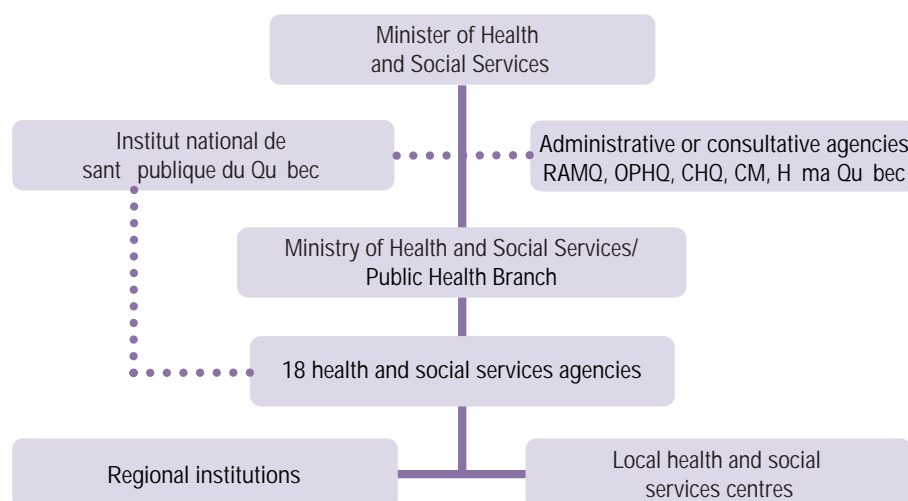 Minister of Health
and Social Services
Institut national de
sant publique du Qu bec
Administrative or consultative agencies
RAMQ, OPHQ, CHQ, CM, H ma Qu bec
Ministry of Health and Social Services/
Public Health Branch
18 health and social services agencies
Regional institutions
Local health and social
services centres